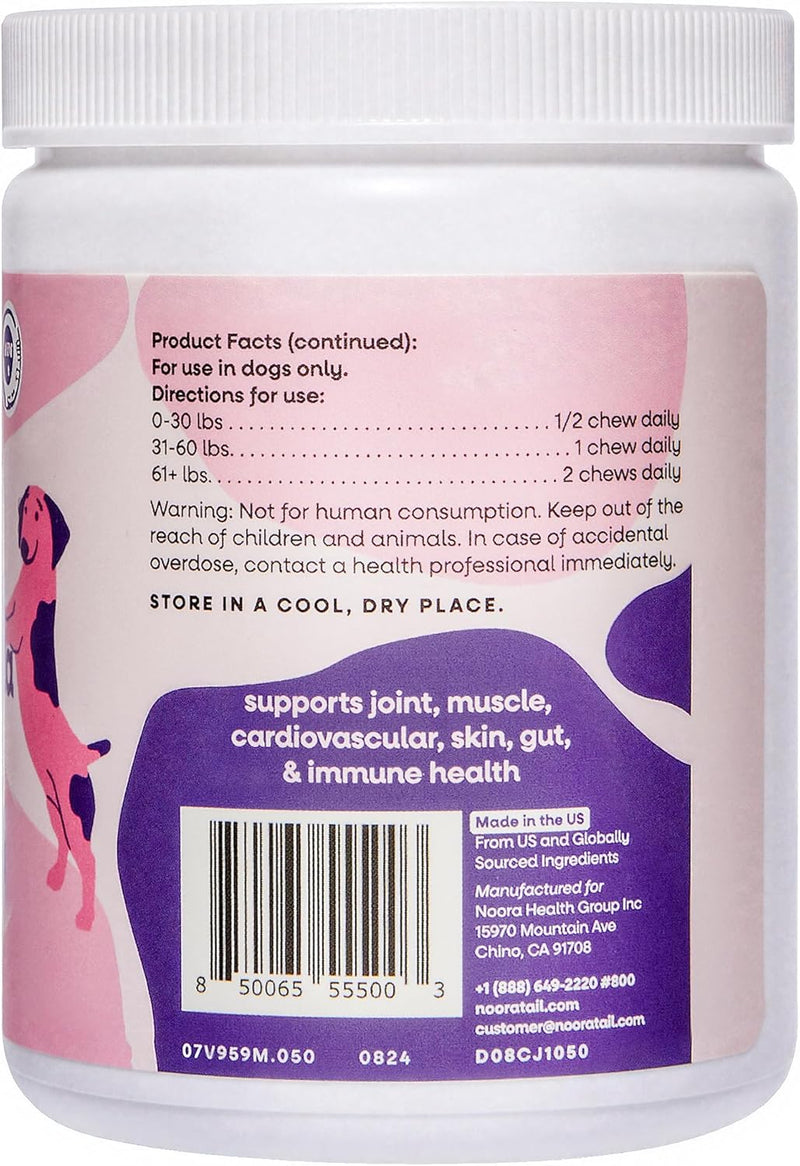 Product Facts (continued):
For use in dogs only.
Directions for use:
0-30 lbs . . . . . . . . . . . . . . . . . . . . . . . . . . . . . . . . . . . 1/2 chew daily
31-60 lbs. . . . . . . . . . . . . . . . . . . . . . . . . . . . . . . . . . . . . 1 chew daily
61+ lbs. . . . . . . . . . . . . . . . . . . . . . . . . . . . . . . . . . . . . . 2 chews daily
Warning: Not for human consumption. Keep out of the
reach of children and animals. In case of accidental
overdose, contact a health professional immediately.
STORE IN A COOL, DRY PLACE.
supports joint, muscle,
cardiovascular, skin, gut,
& immune health
Made in the US
From US and Globally
Sourced Ingredients
Manufactured for
Noora Health Group Inc
15970 Mountain Ave
Chino, CA 91708
+1 (888) 649-2220 #800
nooratail.com
customer@nooratail.com
8 50065 55500 3
07V959M.050 0824 D08CJ1050